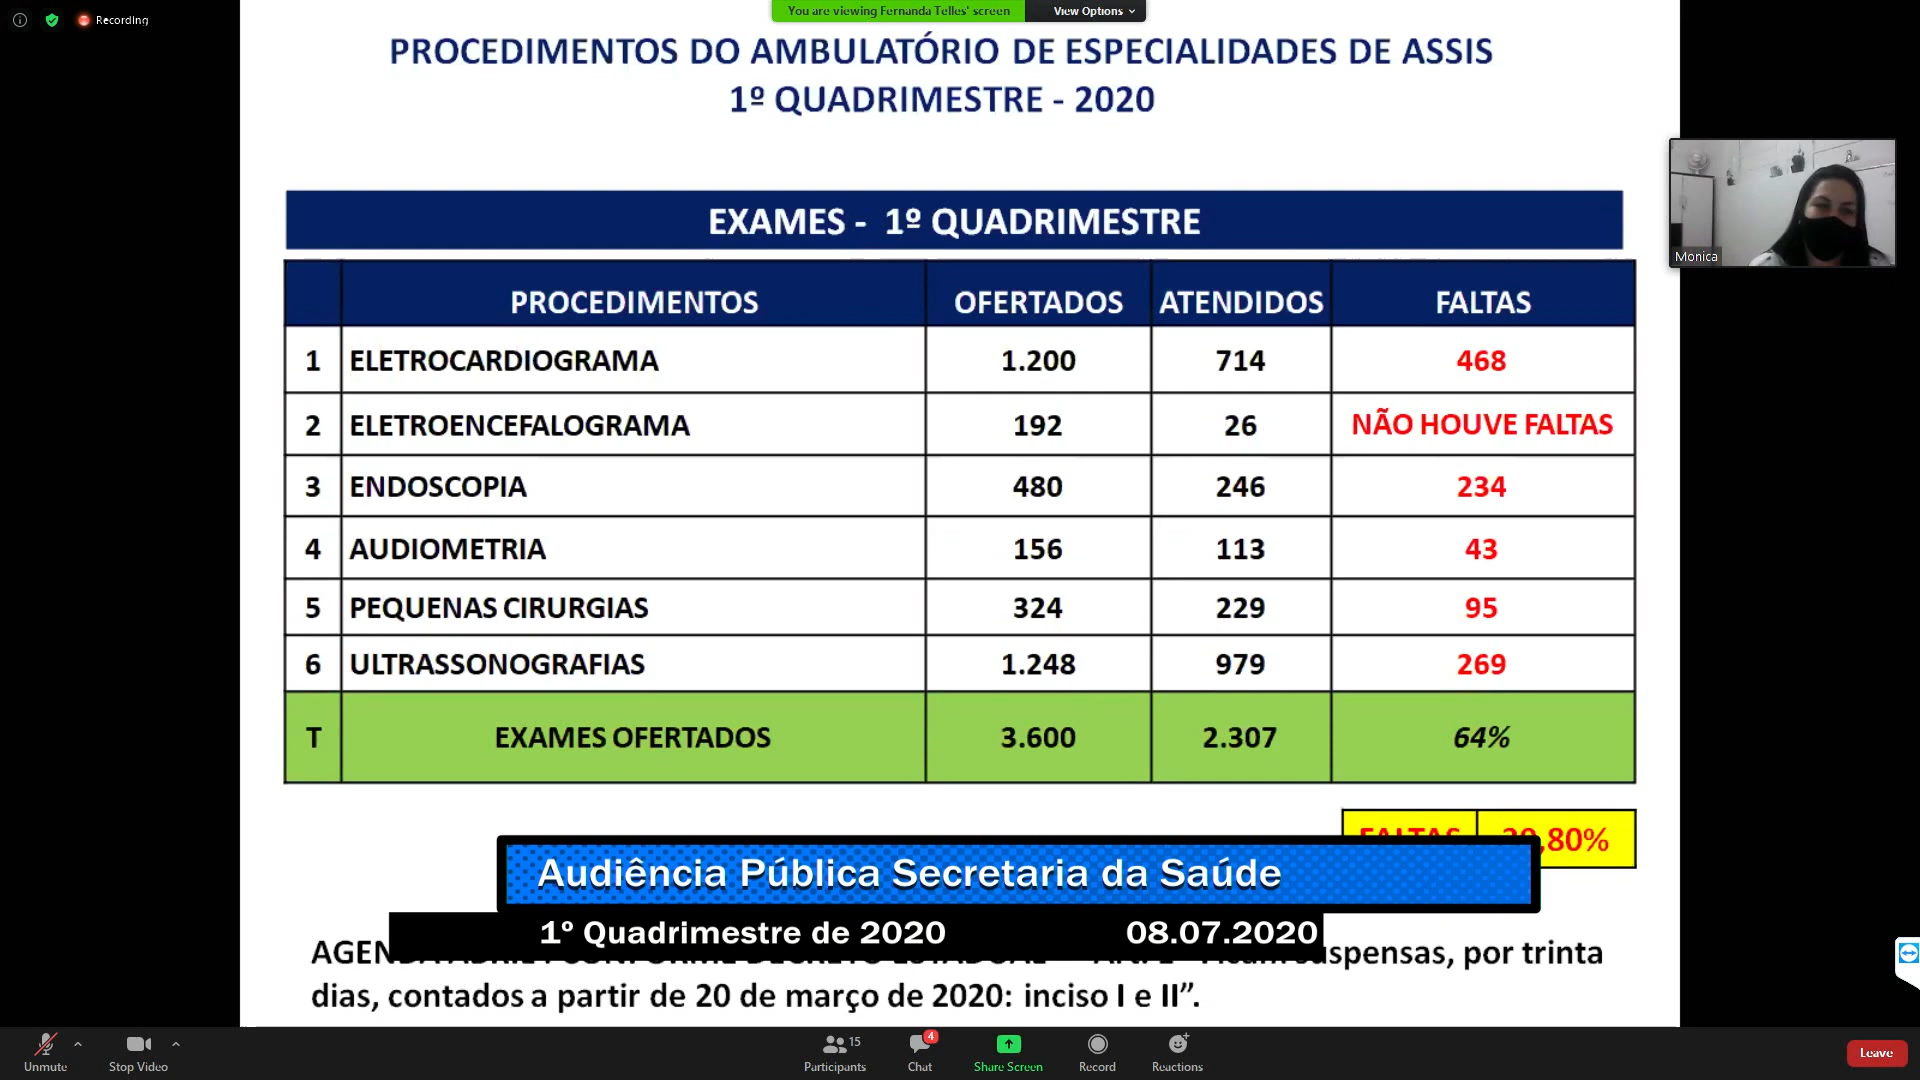 Recording
You are viewing Fernanda Telles' screen
View Options
PROCEDIMENTOS DO AMBULATÓRIO DE ESPECIALIDADES DE ASSIS
1º QUADRIMESTRE - 2020
Monica
EXAMES - 1º QUADRIMESTRE
PROCEDIMENTOS OFERTADOS ATENDIDOS FALTAS
1 ELETROCARDIOGRAMA 1.200 714 468
2 ELETROENCEFALOGRAMA 192 26 NÃO HOUVE FALTAS
3 ENDOSCOPIA 480 246 234
4 AUDIOMETRIA 156 113 43
5 PEQUENAS CIRURGIAS 324 229 95
6 ULTRASSONOGRAFIAS 1.248 979 269
T EXAMES OFERTADOS 3.600 2.307 64%
FALTAS
Audiência Pública Secretaria da Saúde
1º Quadrimestre de 2020 08.07.2020
suspensas, por trinta
dias, contados a partir de 20 de março de 2020: inciso I e II”.
Unmute
Stop Video
Participants 15
Chat 4
Share Screen
Record
Reactions
Leave